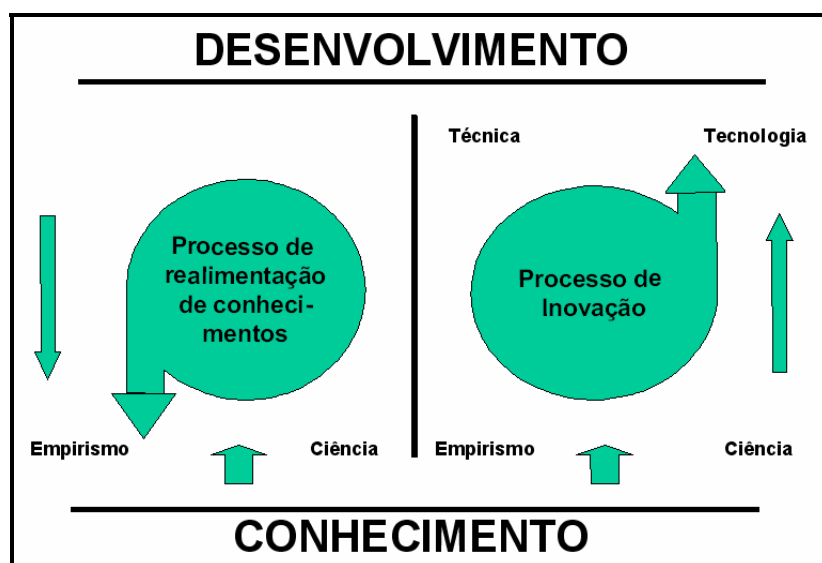 DESENVOLVIMENTO
Técnica
Tecnologia
Processo de
realimentação
de conheci-
mentos
Processo de
Inovação
Empirismo
Ciência
Empirismo
Ciência
CONHECIMENTO